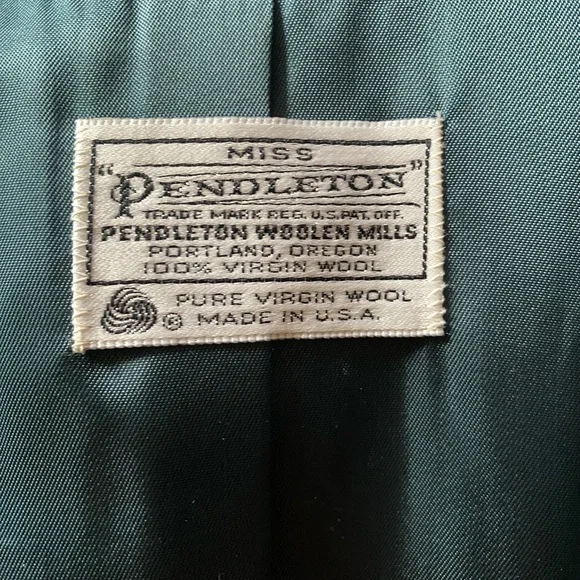 MISS
"PENDLETON"
TRADE MARK REG. U.S. PAT. OFF.
PENDLETON WOOLEN MILLS
PORTLAND, OREGON
100% VIRGIN WOOL
PURE VIRGIN WOOL
© MADE IN U.S.A.